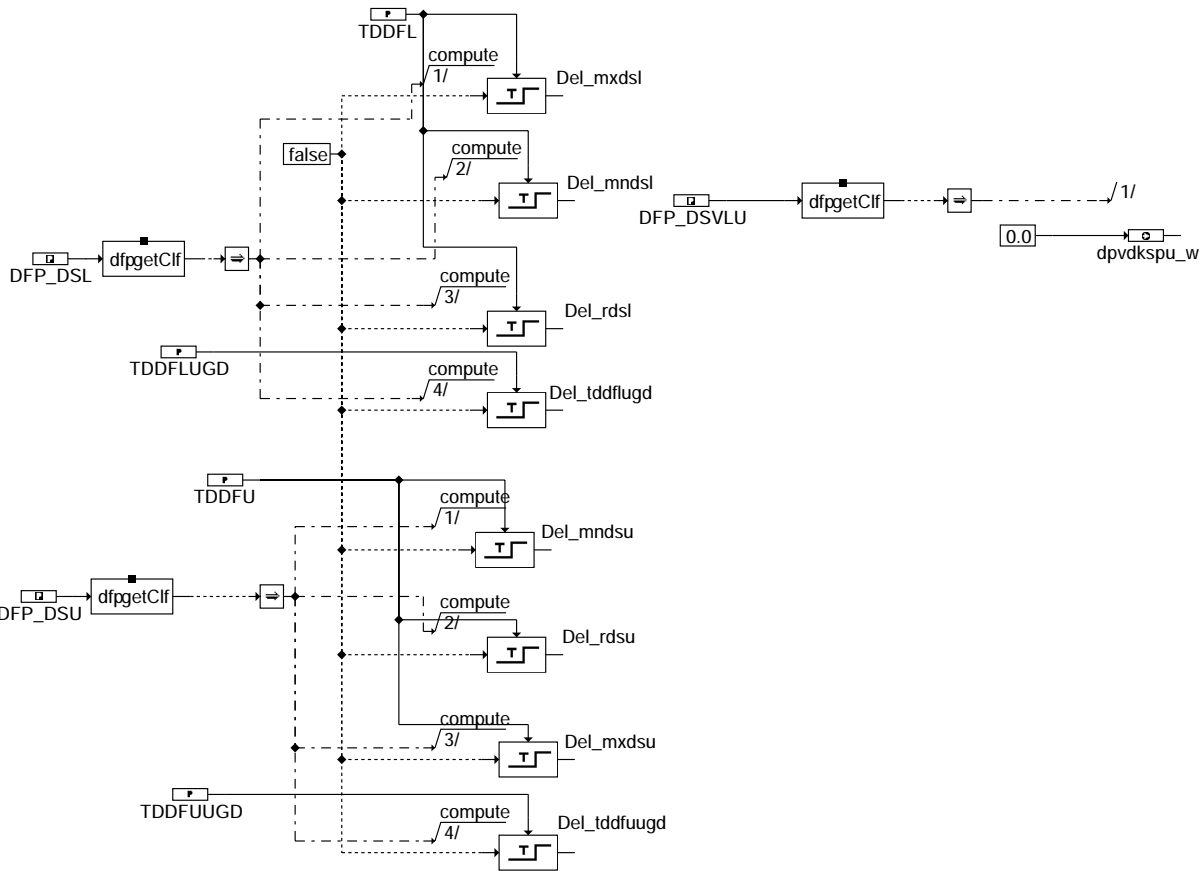 P
TDDFL
compute
1/
Del_mxdsl
T
false
compute
2/
Del_mndsl
T
DFP_DSVLU
dfpgetClf
1/
0.0
dpvdkspu_w
DFP_DSL
dfpgetClf
compute
3/
Del_rdsl
T
P
TDDFLUGD
compute
4/
Del_tddflugd
T
P
TDDFU
compute
1/
Del_mndsu
T
DFP_DSU
dfpgetClf
compute
2/
Del_rdsu
T
compute
3/
Del_mxdsu
T
P
TDDFUUGD
compute
4/
Del_tddfuugd
T